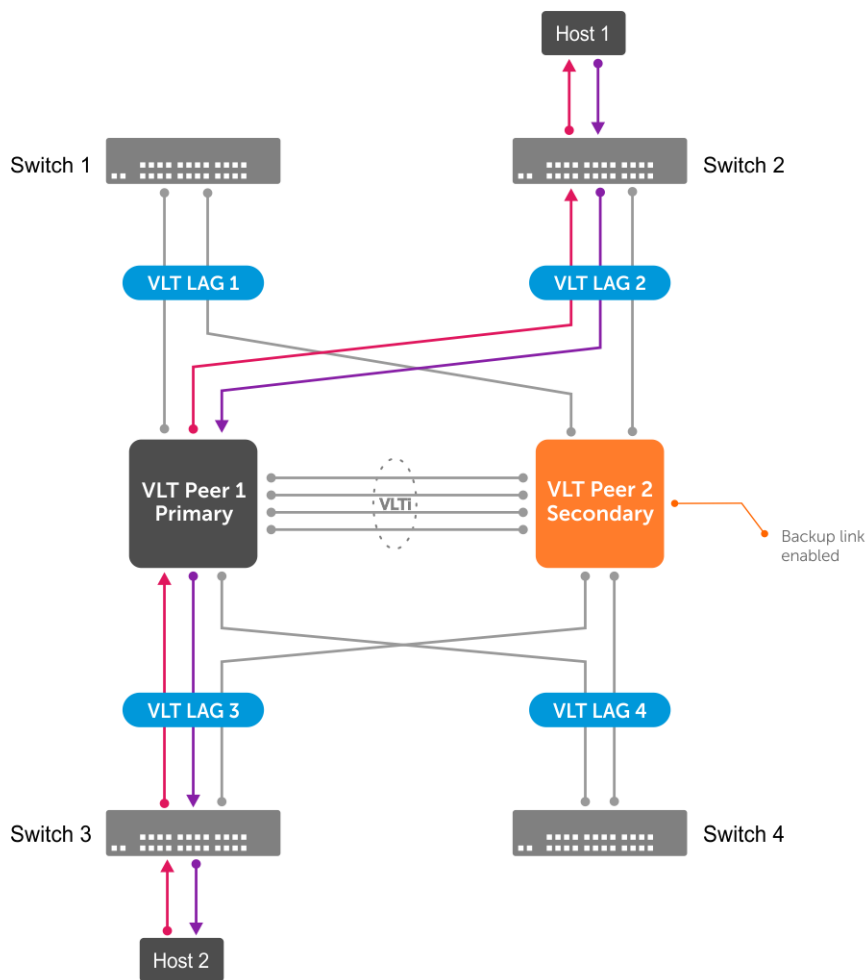 Host 1
Switch 1
Switch 2
VLT LAG 1
VLT LAG 2
VLT Peer 1
Primary
VLTi
VLT Peer 2
Secondary
Backup link
enabled
VLT LAG 3
VLT LAG 4
Switch 3
Switch 4
Host 2